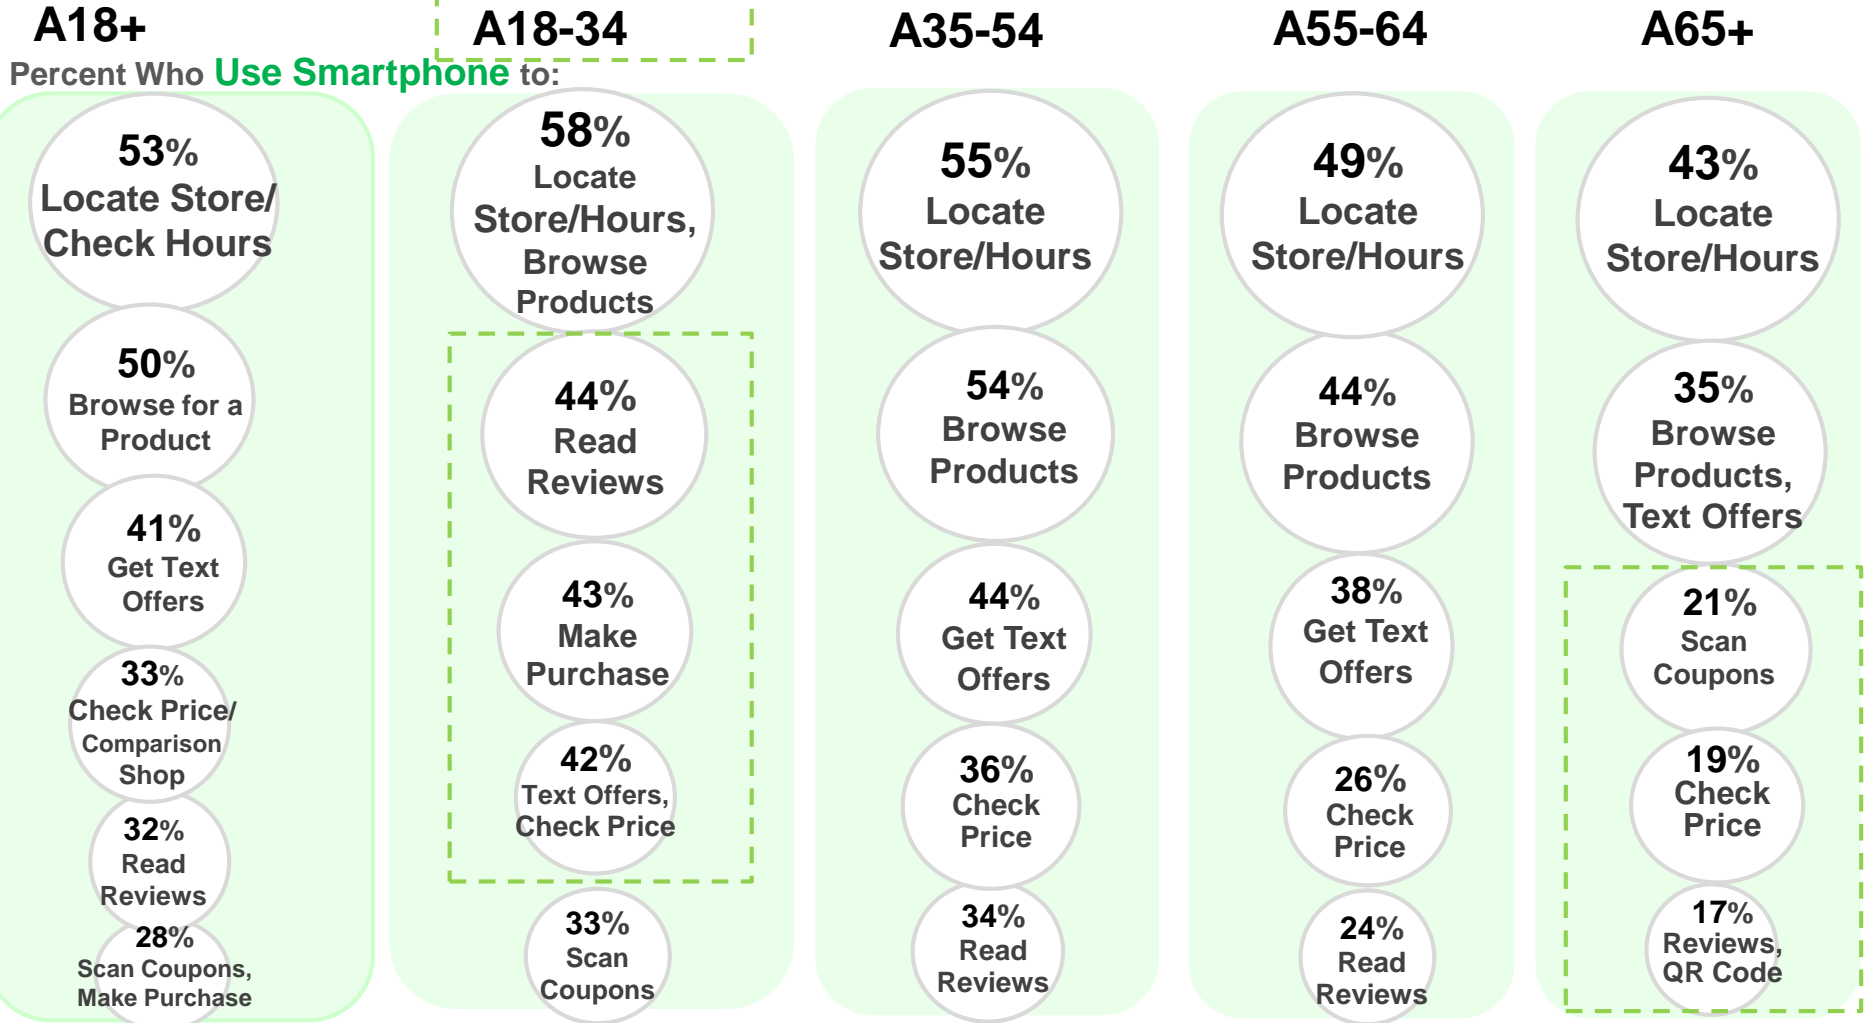 A18+
A18-34
A35-54
A55-64
A65+
Percent Who Use Smartphone to:
53%
Locate Store/
Check Hours
50%
Browse for a
Product
41%
Get Text
Offers
33%
Check Price/
Comparison
Shop
32%
Read
Reviews
28%
Scan Coupons,
Make Purchase
58%
Locate
Store/Hours,
Browse
Products
44%
Read
Reviews
43%
Make
Purchase
42%
Text Offers,
Check Price
33%
Scan
Coupons
55%
Locate
Store/Hours
54%
Browse
Products
44%
Get Text
Offers
36%
Check
Price
34%
Read
Reviews
49%
Locate
Store/Hours
44%
Browse
Products
38%
Get Text
Offers
26%
Check
Price
24%
Read
Reviews
43%
Locate
Store/Hours
35%
Browse
Products,
Text Offers
21%
Scan
Coupons
19%
Check
Price
17%
Reviews,
QR Code